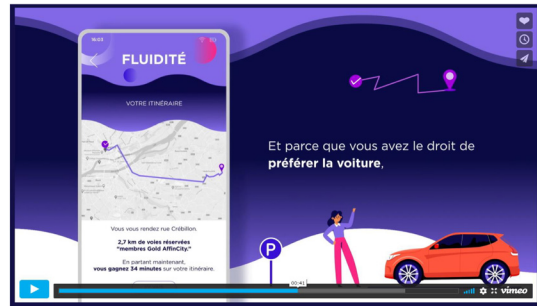 16:03
FLUIDITÉ
VOTRE ITINÉRAIRE
Vous vous rendez rue Crébillon.
2,7 km de voies réservées
"membres Gold AffinCity."
En partant maintenant,
vous gagnez 34 minutes sur votre itinéraire.
Et parce que vous avez le droit de
préférer la voiture,
P
00:41
vimeo